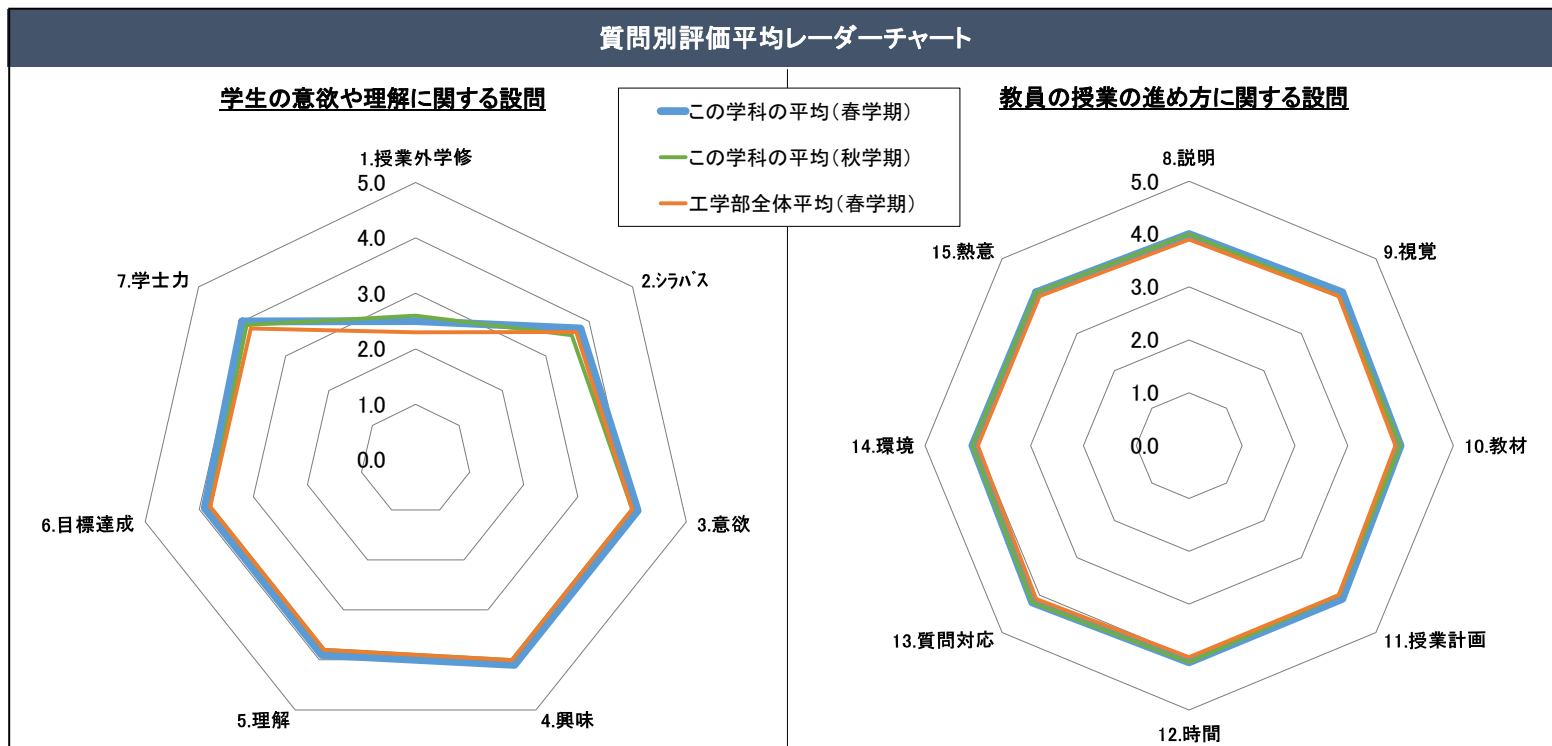 質問別評価平均レーダーチャート
学生の意欲や理解に関する設問
この学科の平均(春学期)
この学科の平均(秋学期)
工学部全体平均(春学期)
教員の授業の進め方に関する設問
1.授業外学修
2.ｼﾗﾊﾞｽ
3.意欲
4.興味
5.理解
6.目標達成
7.学士力
5.0
4.0
3.0
2.0
1.0
0.0
8.説明
9.視覚
10.教材
11.授業計画
12.時間
13.質問対応
14.環境
15.熱意
5.0
4.0
3.0
2.0
1.0
0.0